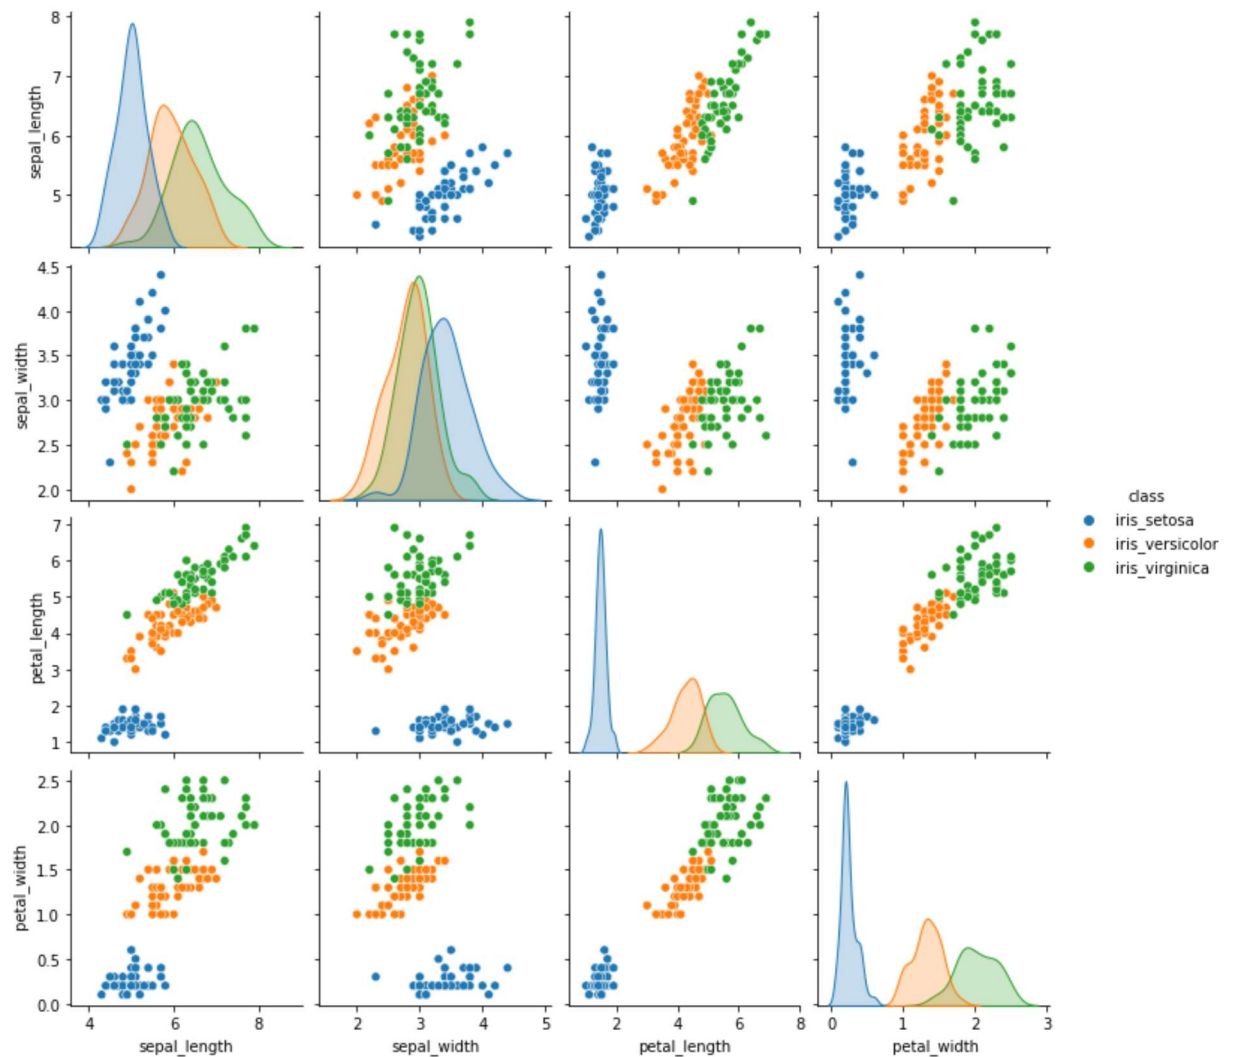 8
7
6
5
sepal_length
4.5
4.0
3.5
3.0
2.5
2.0
sepal_width
class
iris_setosa
iris_versicolor
iris_virginica
7
6
5
4
3
2
1
petal_length
2.5
2.0
1.5
1.0
0.5
0.0
petal_width
4 6 8 2 3 4 5 2 4 6 8 0 1 2 3
sepal_length sepal_width petal_length petal_width